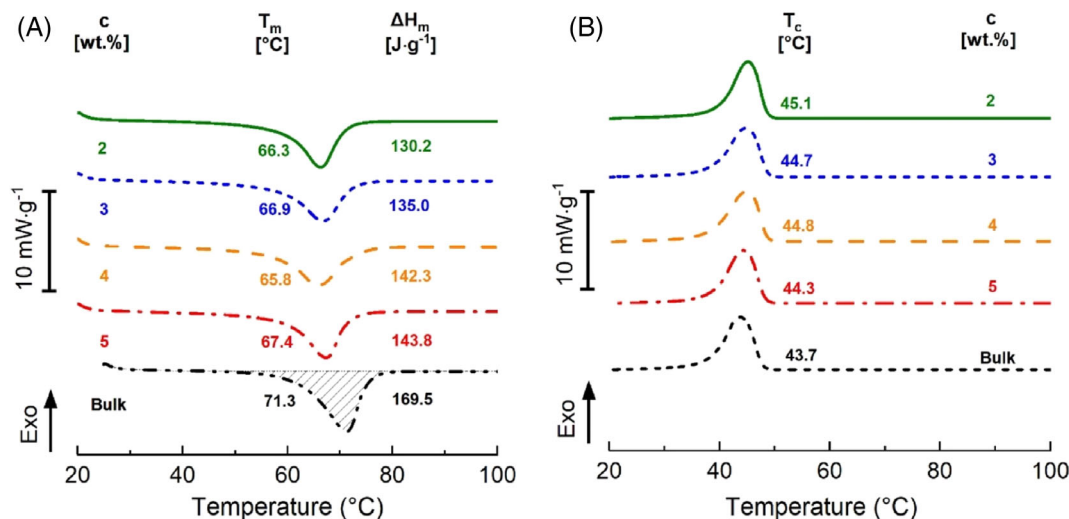 (A)
c T_m ΔH_m
[wt.%] [°C] [J·g⁻¹]
2 66.3 130.2
3 66.9 135.0
4 65.8 142.3
5 67.4 143.8
Bulk 71.3 169.5
10 mW·g⁻¹
Exo
20 40 60 80 100
Temperature (°C)
(B)
T_c c
[°C] [wt.%]
45.1 2
44.7 3
44.8 4
44.3 5
43.7 Bulk
10 mW·g⁻¹
Exo
20 40 60 80 100
Temperature (°C)